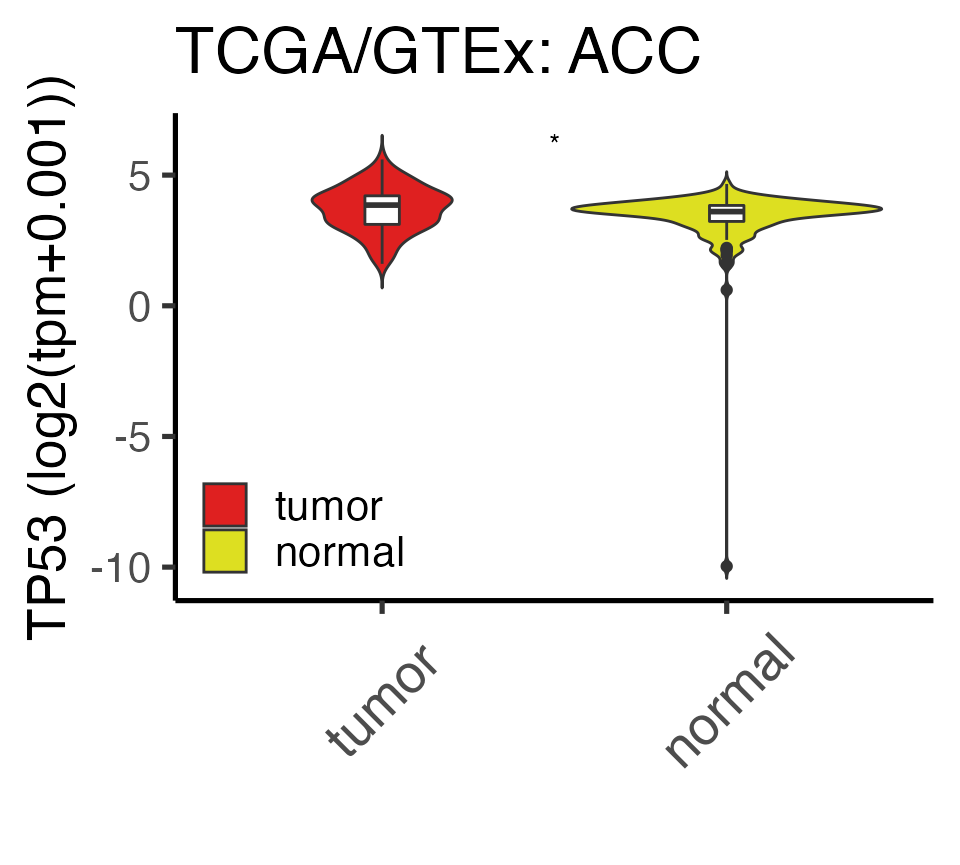 TCGA/GTEx: ACC
TP53 (log2(tpm+0.001))
*
5
0
-5
-10
tumor
normal
tumor
normal